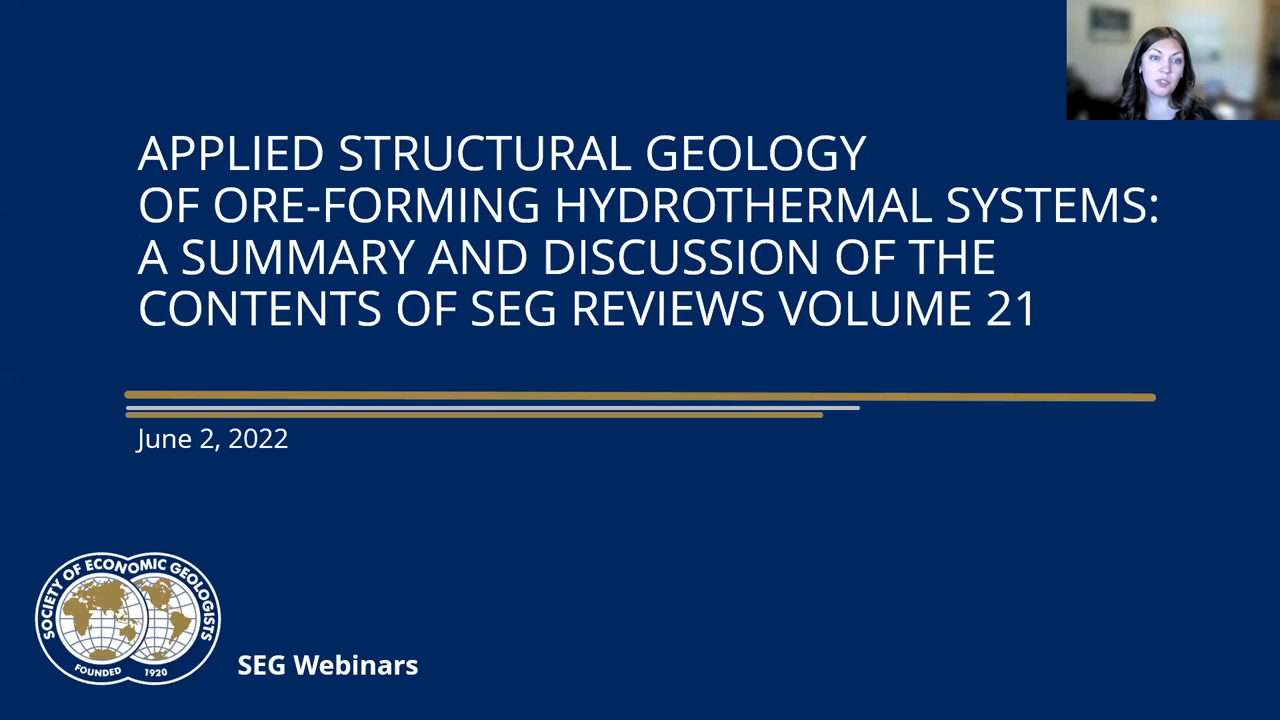 APPLIED STRUCTURAL GEOLOGY
OF ORE-FORMING HYDROTHERMAL SYSTEMS:
A SUMMARY AND DISCUSSION OF THE
CONTENTS OF SEG REVIEWS VOLUME 21
June 2, 2022
SOCIETY OF ECONOMIC GEOLOGISTS
FOUNDED 1920
SEG Webinars